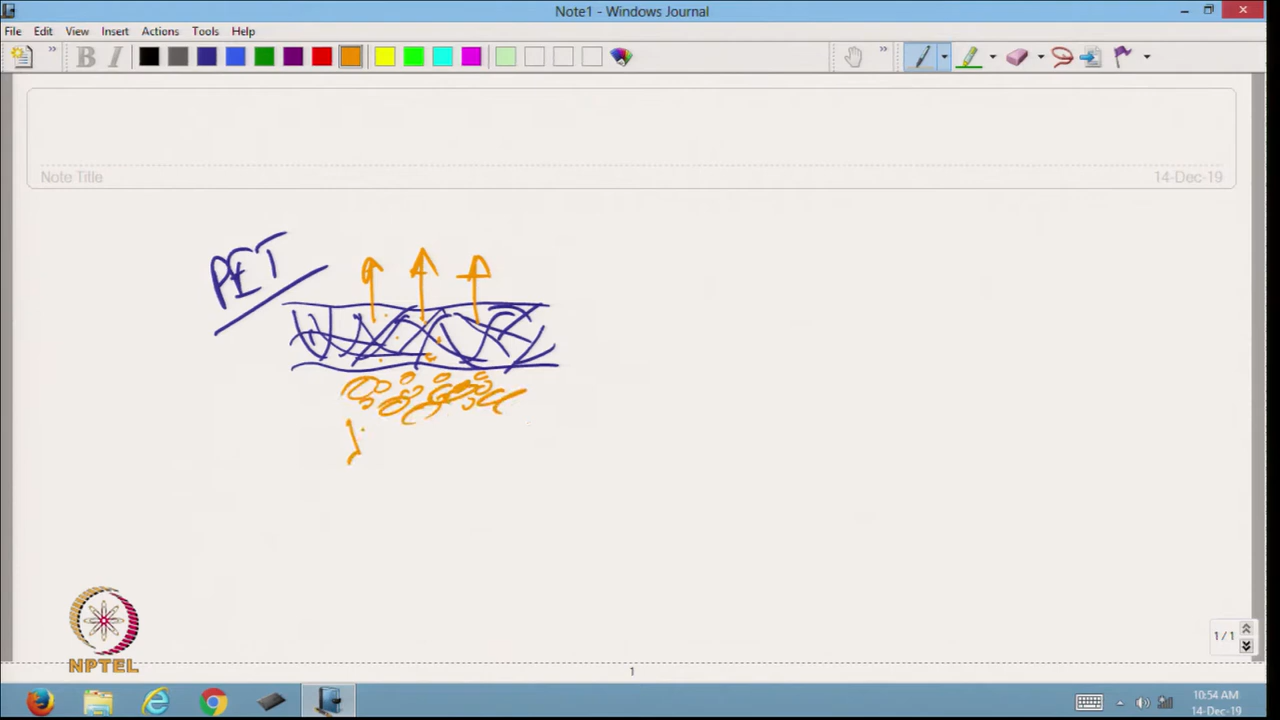 Note1 - Windows Journal
File Edit View Insert Actions Tools Help
B I
Note Title
14-Dec-19
PET
1 / 1
NPTEL
1
10:54 AM
14-Dec-19